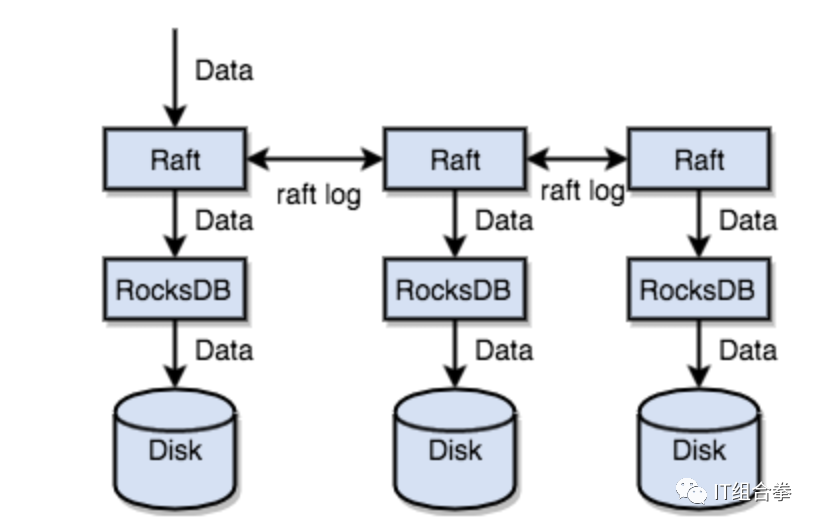 Data
Raft
Raft
Raft
raft log
raft log
Data
Data
Data
RocksDB
RocksDB
RocksDB
Data
Data
Data
Disk
Disk
Disk
IT组合拳